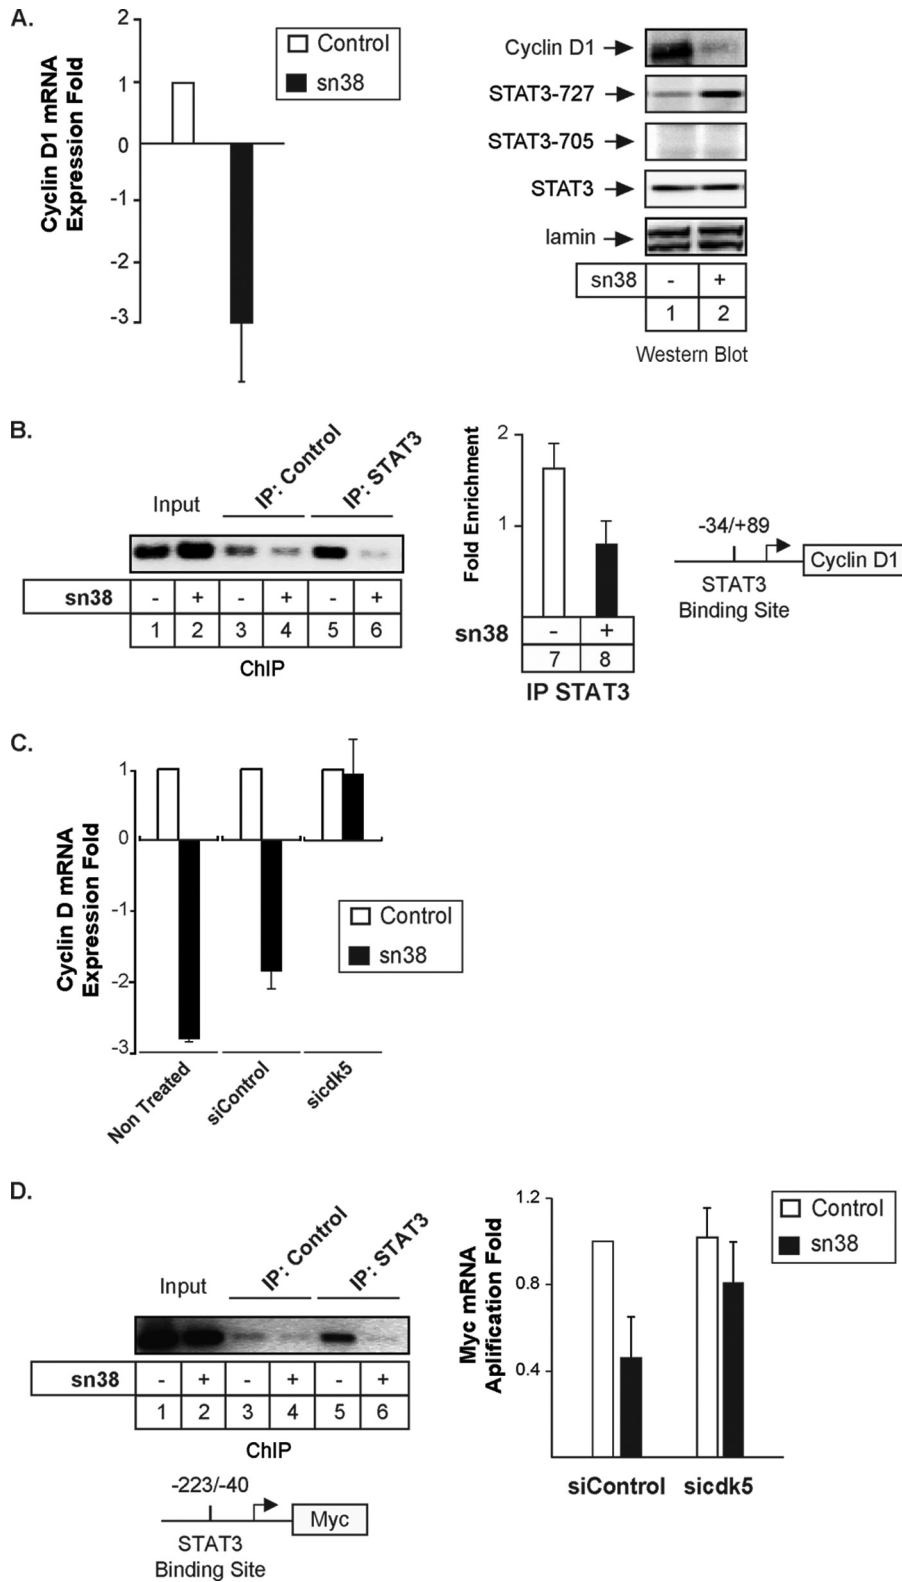 A.
Cyclin D1 mRNA
Expression Fold
2
1
0
-1
-2
-3
Control
sn38
Cyclin D1
STAT3-727
STAT3-705
STAT3
lamin
sn38 - +
1 2
Western Blot
B.
Input IP: Control IP: STAT3
sn38 - + - + - +
1 2 3 4 5 6
ChIP
Fold Enrichment
2
1
sn38 - +
7 8
IP STAT3
-34/+89
Cyclin D1
STAT3
Binding Site
C.
Cyclin D mRNA
Expression Fold
1
0
-1
-2
-3
Control
sn38
Non Treated
siControl
sicdk5
D.
Input IP: Control IP: STAT3
sn38 - + - + - +
1 2 3 4 5 6
ChIP
-223/-40
Myc
STAT3
Binding Site
Myc mRNA
Aplification Fold
1.2
0.8
0.4
Control
sn38
siControl sicdk5